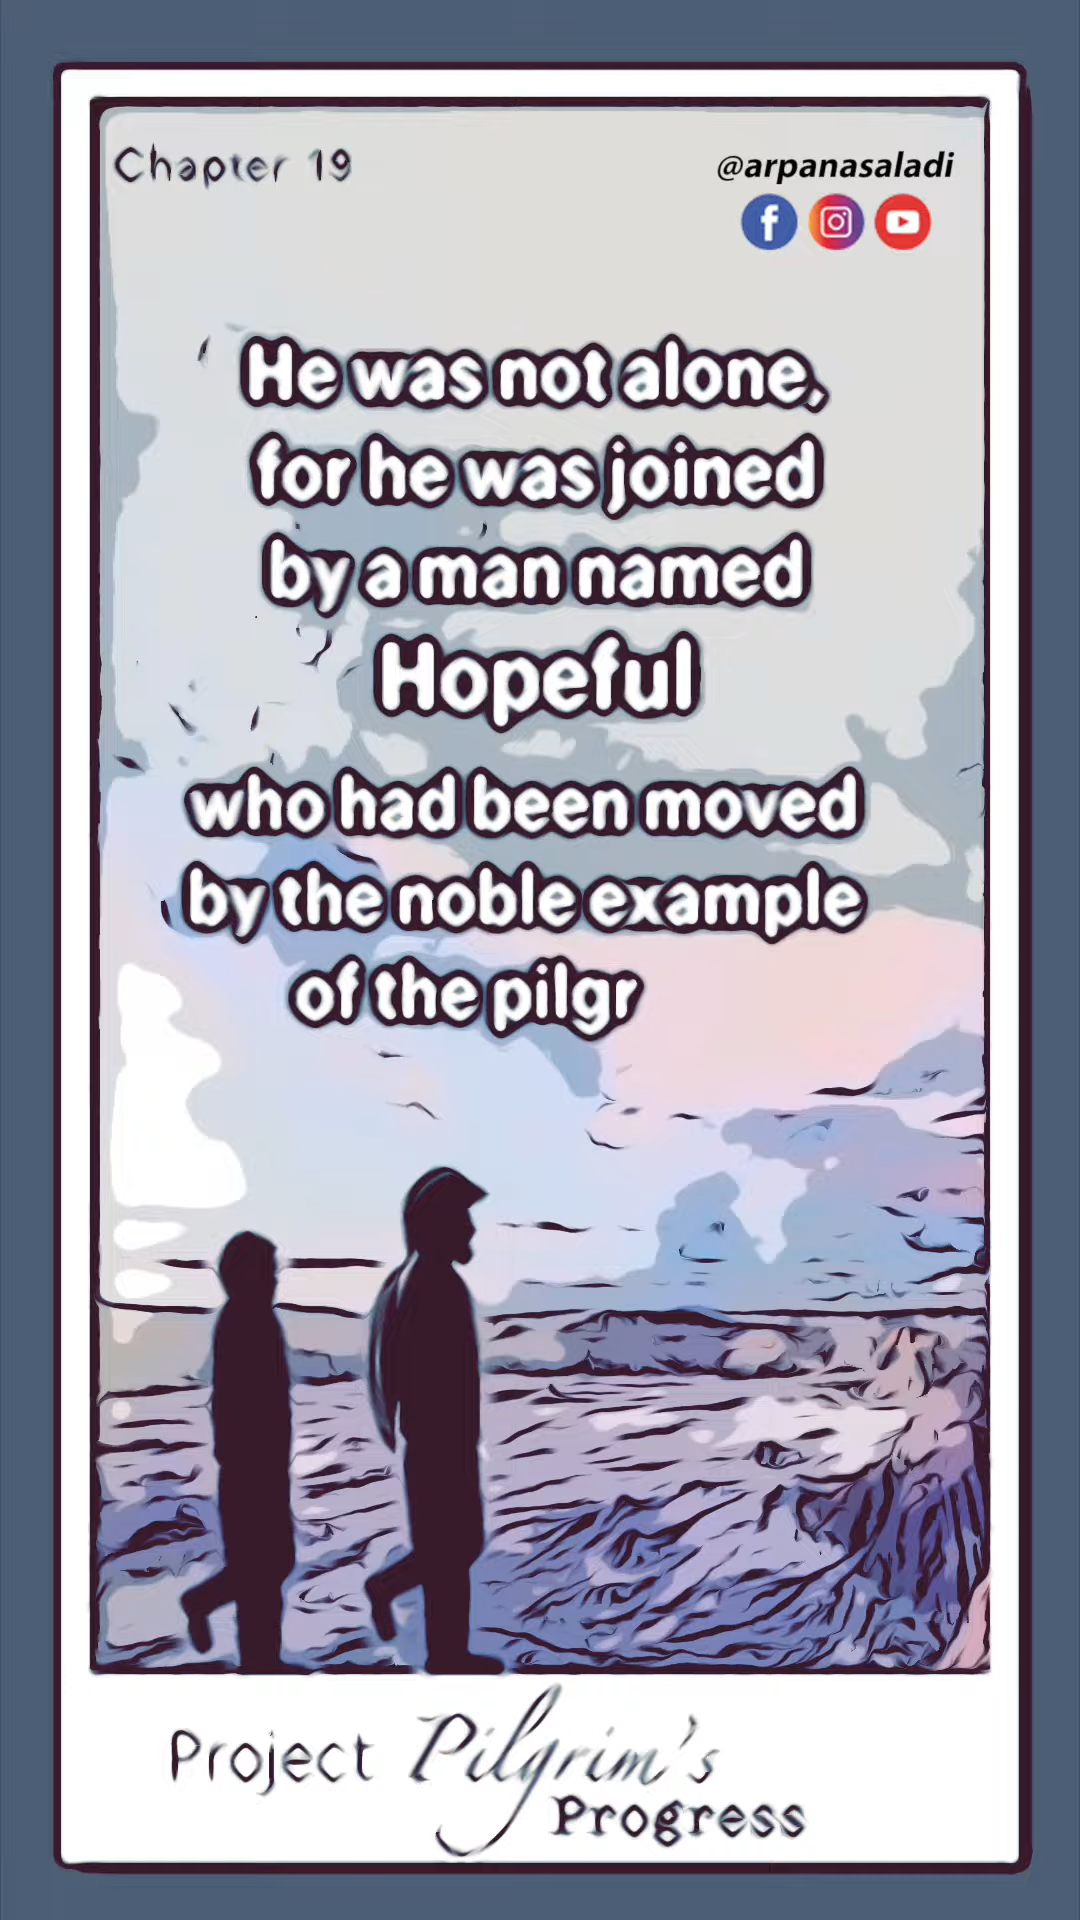 Chapter 19
@arpanasaladi
He was not alone,
for he was joined
by a man named
Hopeful
who had been moved
by the noble example
of the pilgr
Project Pilgrim's
Progress